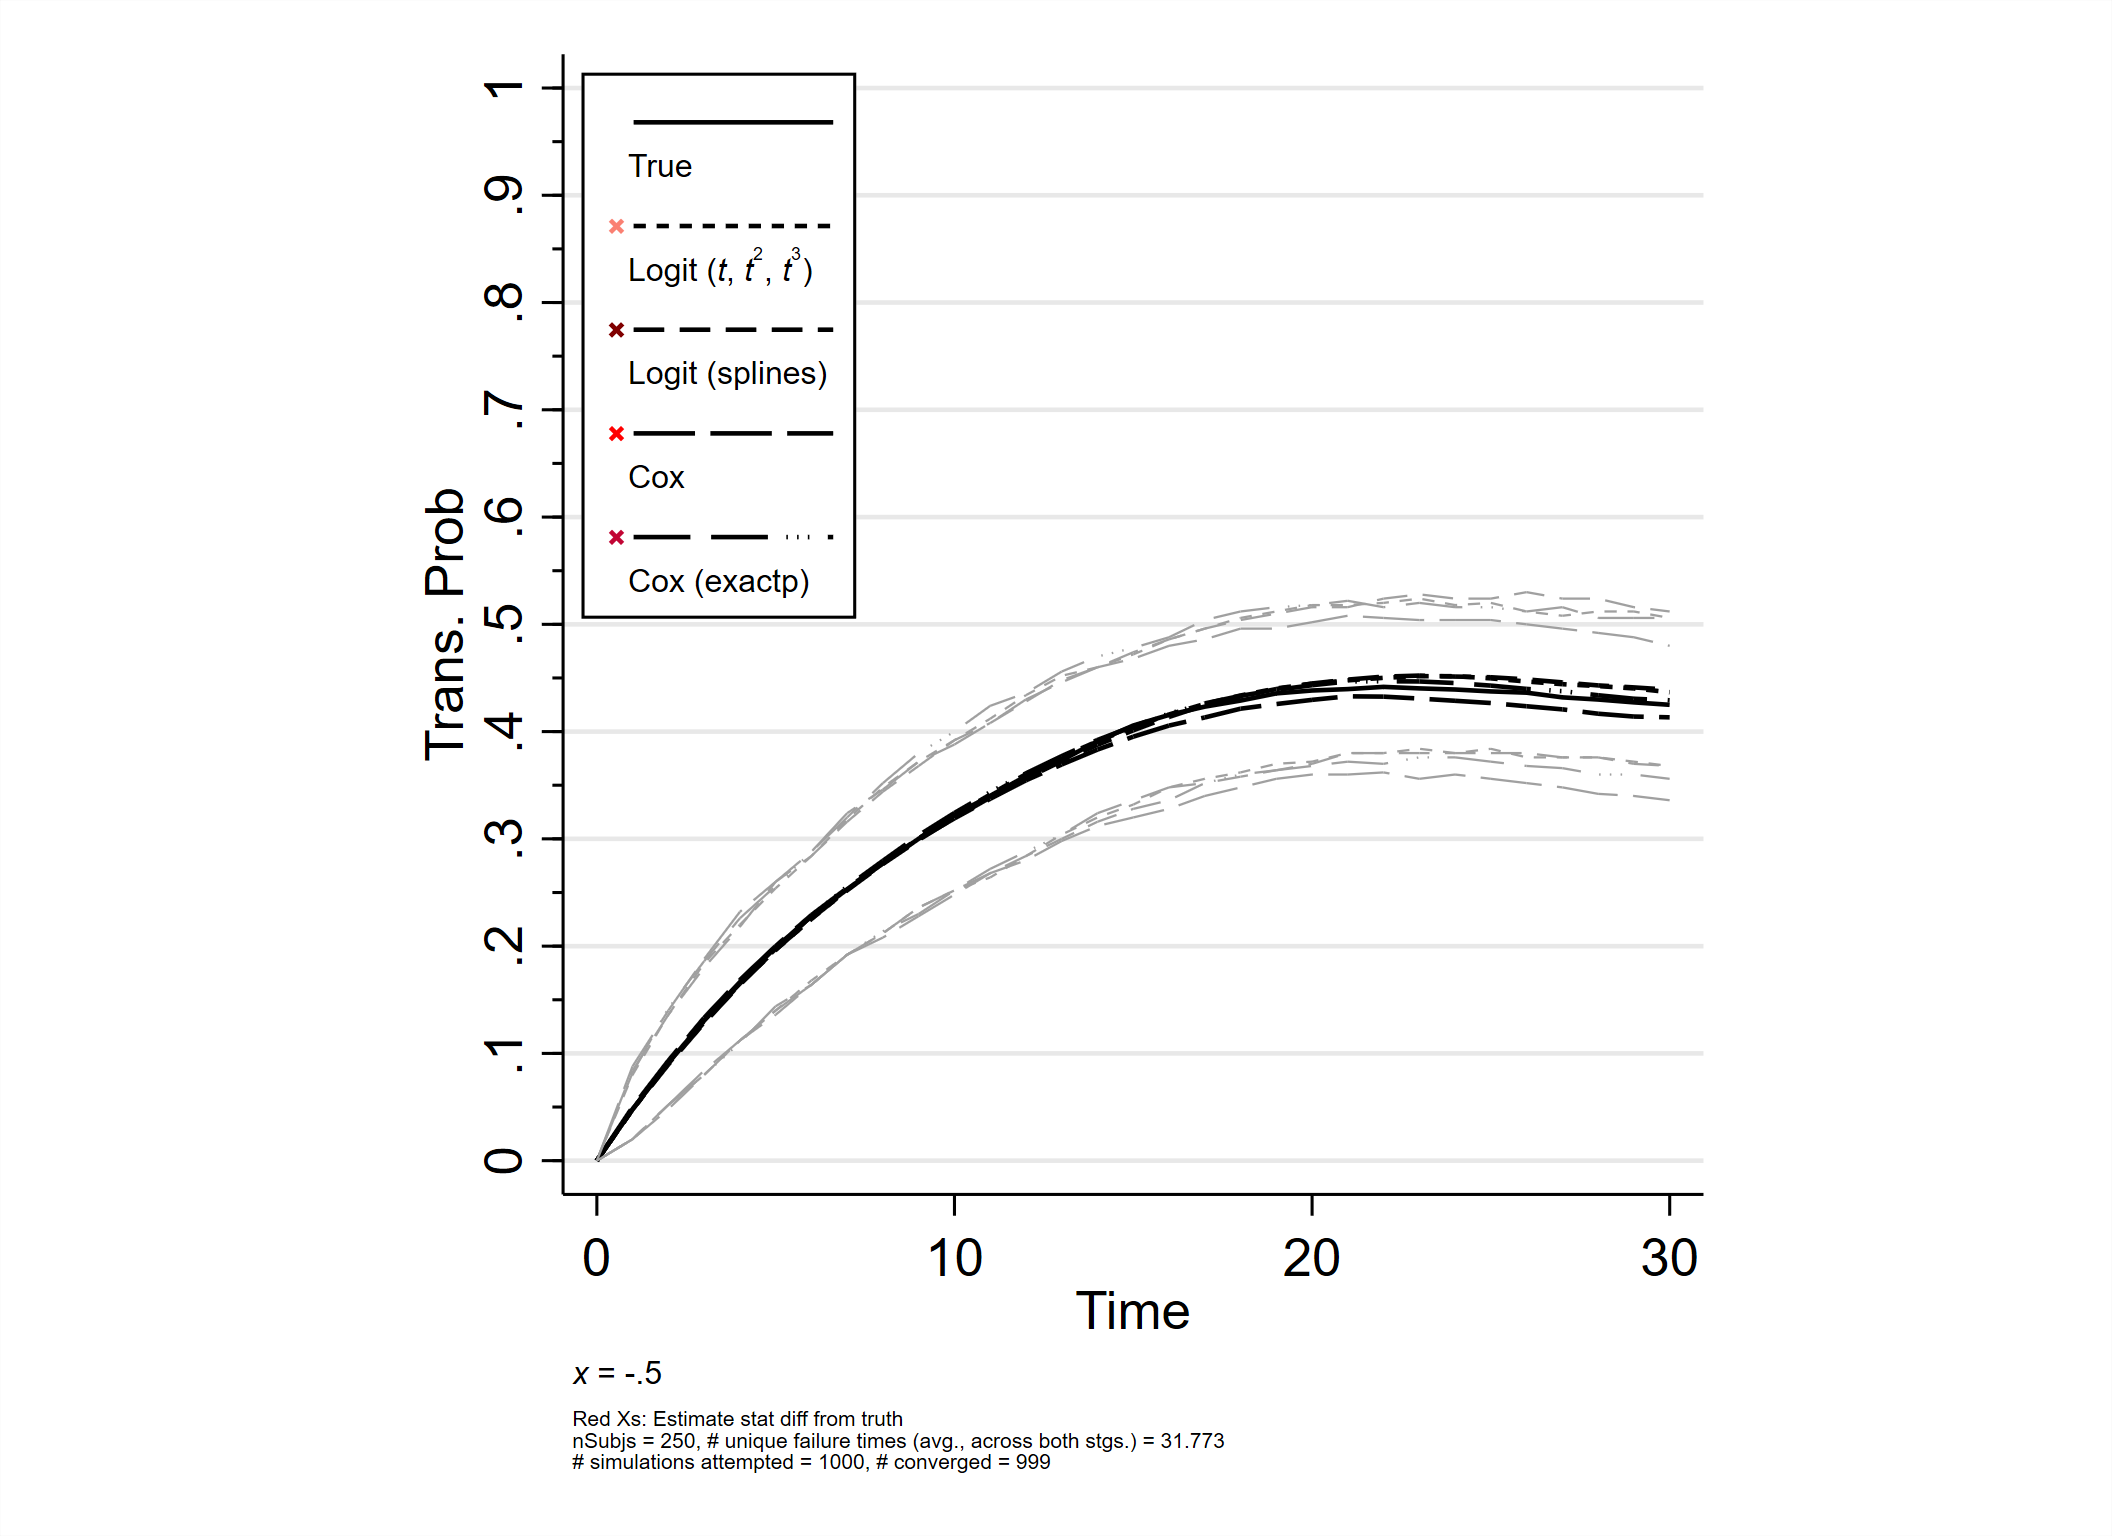 1
.9
.8
.7
.6
.5
.4
.3
.2
.1
0
Trans. Prob
True
Logit (t, t², t³)
Logit (splines)
Cox
Cox (exactp)
0 10 20 30
Time
x = -.5
Red Xs: Estimate stat diff from truth
nSubjs = 250, # unique failure times (avg., across both stgs.) = 31.773
# simulations attempted = 1000, # converged = 999